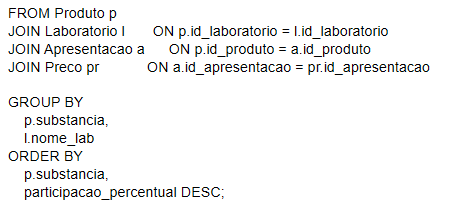 FROM Produto p
JOIN Laboratorio l ON p.id_laboratorio = l.id_laboratorio
JOIN Apresentacao a ON p.id_produto = a.id_produto
JOIN Preco pr ON a.id_apresentacao = pr.id_apresentacao
GROUP BY
p.substancia,
l.nome_lab
ORDER BY
p.substancia,
participacao_percentual DESC;